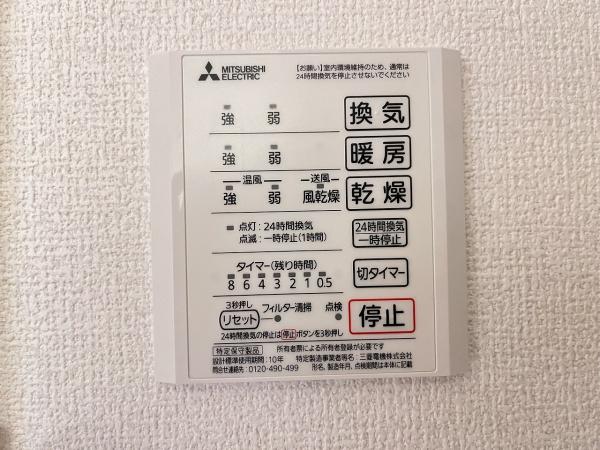 MITSUBISHI ELECTRIC
【お願い】室内環境維持のため、通常は
24時間換気を停止させないでください
強 弱 換気
強 弱 暖房
温風 送風
強 弱 風乾燥 乾燥
点灯:24時間換気
点滅:一時停止(1時間)
24時間換気
一時停止
タイマー(残り時間)
8 6 4 3 2 1 0.5
切タイマー
3秒押し
リセット フィルター清掃 点検
停止
24時間換気の停止は停止ボタンを3秒押し
特定保守製品 所有者票による所有者登録が必要です
設計標準使用期間:10年 特定製造事業者等名:三菱電機株式会社
問合せ連絡先:0120-490-499 形名、製造年月、点検期間は本体に記載